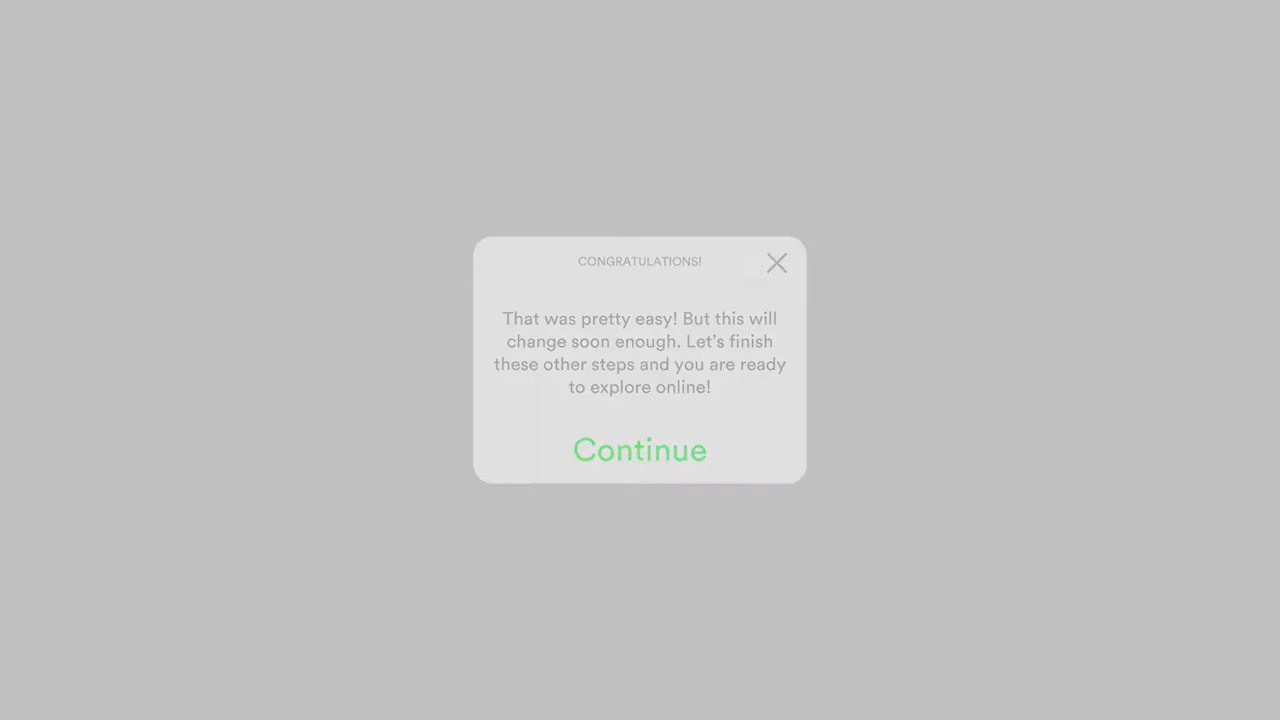 CONGRATULATIONS!
That was pretty easy! But this will
change soon enough. Let’s finish
these other steps and you are ready
to explore online!
Continue